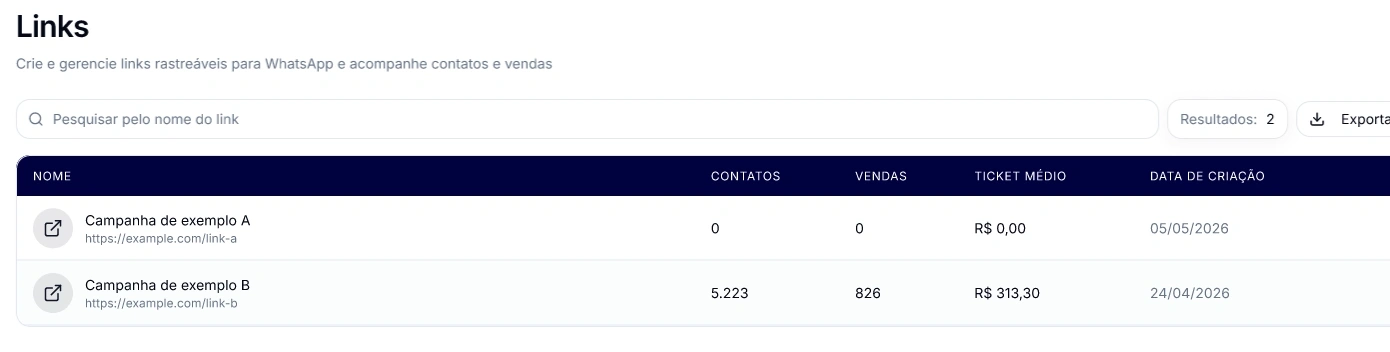 Links
Crie e gerencie links rastreáveis para WhatsApp e acompanhe contatos e vendas
Pesquisar pelo nome do link Resultados: 2 Exporta
NOME CONTATOS VENDAS TICKET MÉDIO DATA DE CRIAÇÃO
Campanha de exemplo A 0 0 R$ 0,00 05/05/2026
https://example.com/link-a
Campanha de exemplo B 5.223 826 R$ 313,30 24/04/2026
https://example.com/link-b